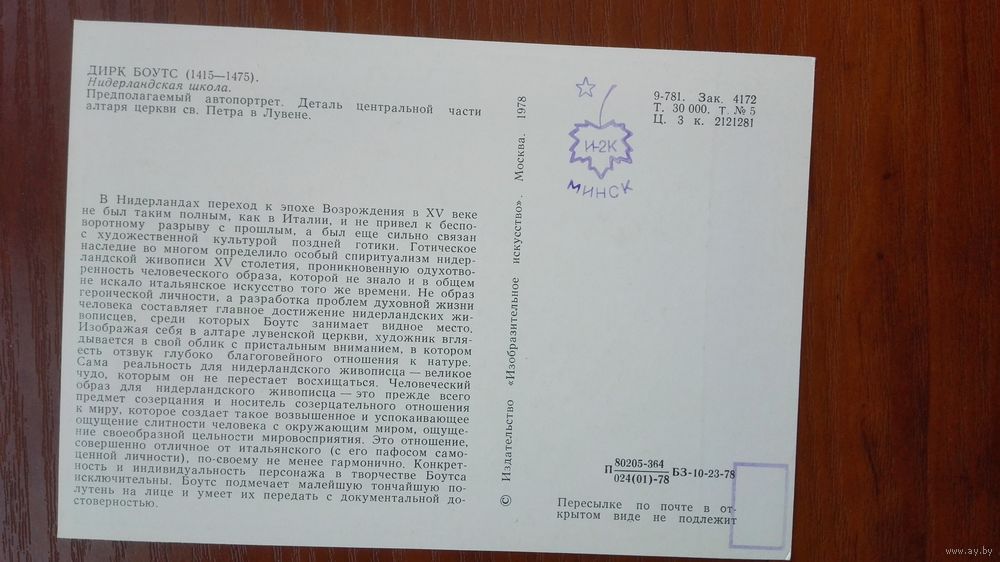 ДИРК БОУТС (1415—1475).
Нидерландская школа.
Предполагаемый автопортрет. Деталь центральной части
алтаря церкви св. Петра в Лувене.
В Нидерландах переход к эпохе Возрождения в XV веке
не был таким полным, как в Италии, и не привел к беспо-
воротному разрыву с прошлым, а был еще сильно связан
с художественной культурой поздней готики. Готическое
наследие во многом определило особый спиритуализм нидер-
ландской живописи XV столетия, проникновенную одухотво-
ренность человеческого образа, которой не знало и в общем
не искало итальянское искусство того же времени. Не образ
героической личности, а разработка проблем духовной жизни
человека составляет главное достижение нидерландских жи-
вописцев, среди которых Боутс занимает видное место.
Изображая себя в алтаре лувенской церкви, художник вгля-
дывается в свой облик с пристальным вниманием, в котором
есть отзвук глубоко благоговейного отношения к натуре.
Сама реальность для нидерландского живописца — великое
чудо, которым он не перестает восхищаться. Человеческий
образ для нидерландского живописца — это прежде всего
предмет созерцания и носитель созерцательного отношения
к миру, которое создает такое возвышенное и успокаивающее
ощущение слитности человека с окружающим миром, ощуще-
ние своеобразной цельности мировосприятия. Это отношение,
совершенно отличное от итальянского (с его пафосом само-
ценной личности), по-своему не менее гармонично. Конкрет-
ность и индивидуальность персонажа в творчестве Боутса
исключительны. Боутс подмечает малейшую тончайшую по-
лутень на лице и умеет их передать с документальной до-
стоверностью.
© Издательство «Изобразительное искусство». Москва. 1978
И-2К
МИНСК
9-781. Зак. 4172
Т. 30 000. Т № 5
Ц. 3 к. 2121281
П 80205-364 БЗ-10-23-78
024(01)-78
Пересылке по почте в от-
крытом виде не подлежит
www.ay.by